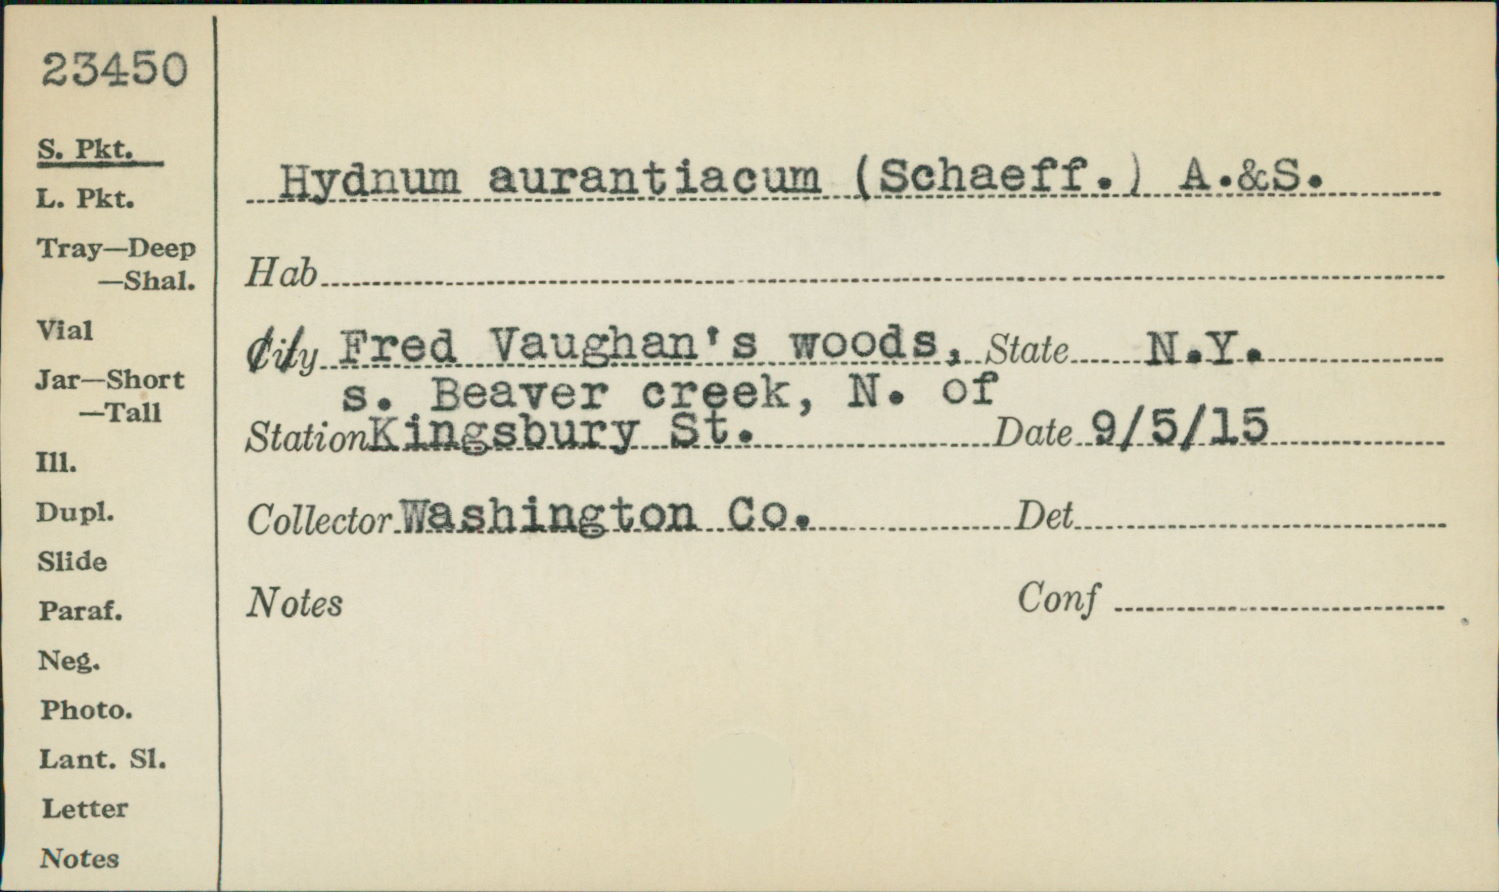 23450
S. Pkt.
L. Pkt.
Tray—Deep
—Shal.
Vial
Jar—Short
—Tall
Ill.
Dupl.
Slide
Paraf.
Neg.
Photo.
Lant. Sl.
Letter
Notes
Hydnum aurantiacum (Schaeff.) A.&S.
Hab
City Fred Vaughan's woods, State N.Y.
s. Beaver creek, N. of
Station Kingsbury St. Date 9/5/15
Collector Washington Co. Det
Notes Conf